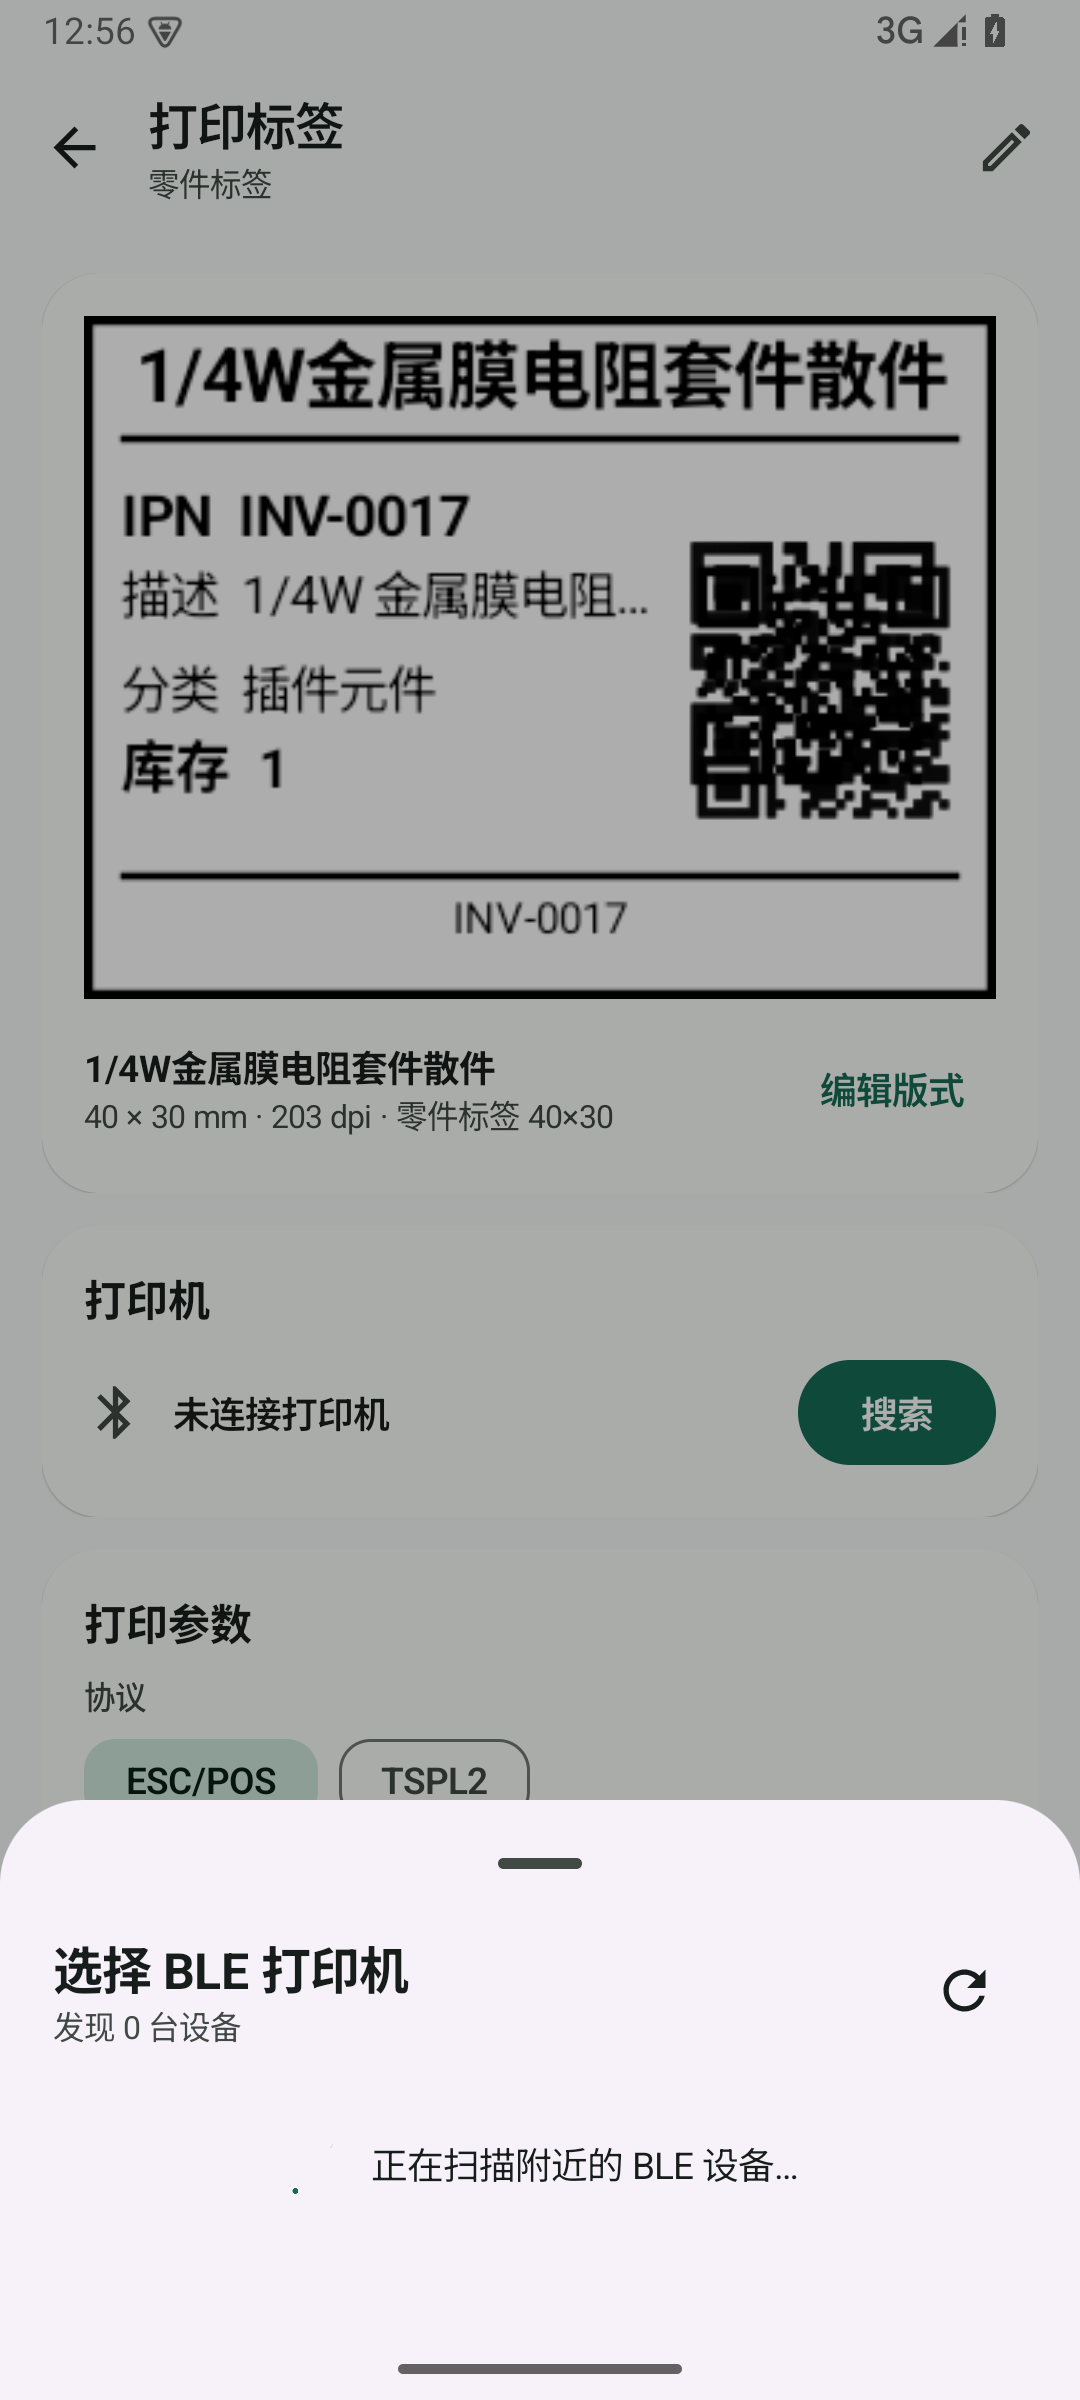 12:56
3G
打印标签
零件标签
1/4W金属膜电阻套件散件
IPN INV-0017
描述 1/4W 金属膜电阻...
分类 插件元件
库存 1
INV-0017
1/4W金属膜电阻套件散件
40 × 30 mm · 203 dpi · 零件标签 40×30
编辑版式
打印机
未连接打印机
搜索
打印参数
协议
ESC/POS
TSPL2
选择 BLE 打印机
发现 0 台设备
正在扫描附近的 BLE 设备...